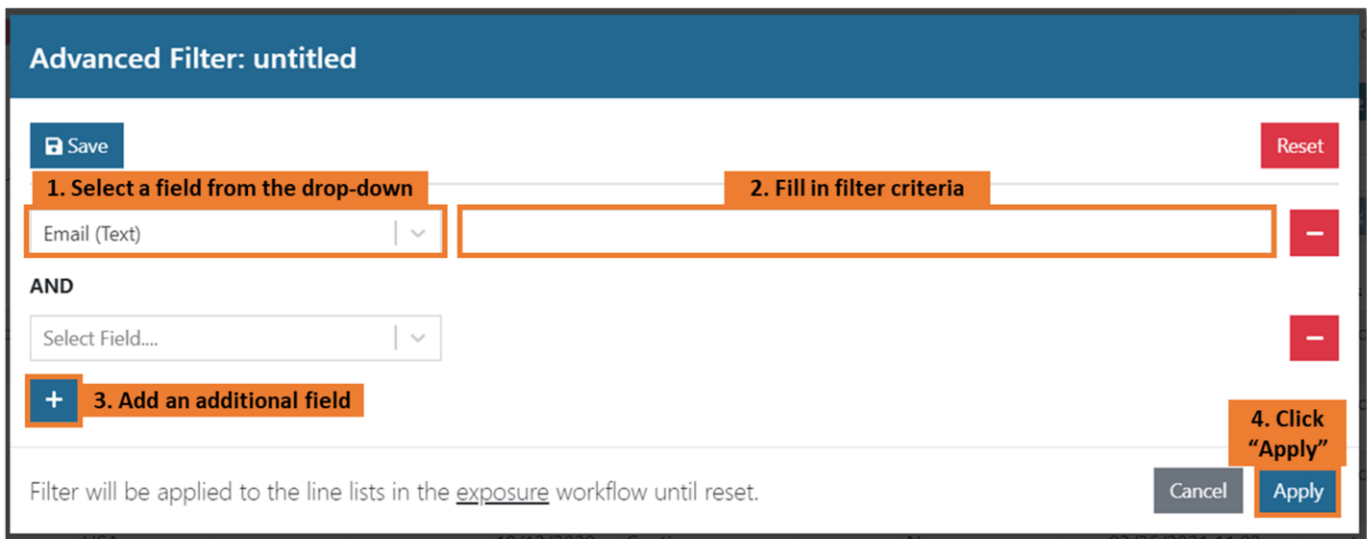 Advanced Filter: untitled
Save
Reset
1. Select a field from the drop-down
2. Fill in filter criteria
Email (Text)
AND
Select Field....
3. Add an additional field
4. Click
“Apply”
Filter will be applied to the line lists in the exposure workflow until reset.
Cancel
Apply